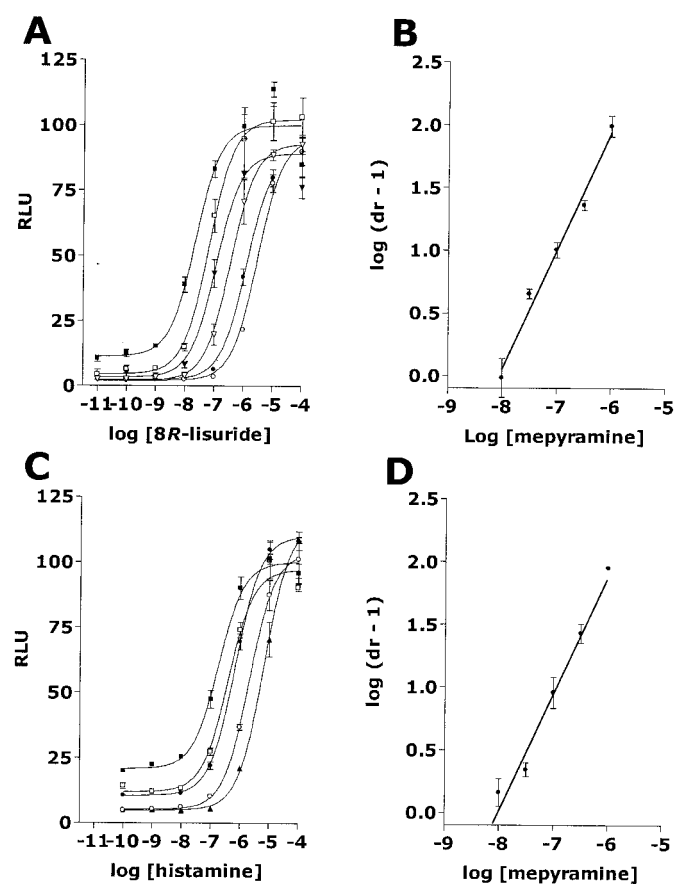 A
125
100
75
50
25
0
RLU
-11-10 -9 -8 -7 -6 -5 -4
log [8R-lisuride]
B
2.5
2.0
1.5
1.0
0.5
0.0
log (dr - 1)
-9 -8 -7 -6 -5
Log [mepyramine]
C
125
100
75
50
25
0
RLU
-11-10 -9 -8 -7 -6 -5 -4
log [histamine]
D
2.5
2.0
1.5
1.0
0.5
0.0
log (dr - 1)
-9 -8 -7 -6 -5
Log [mepyramine]